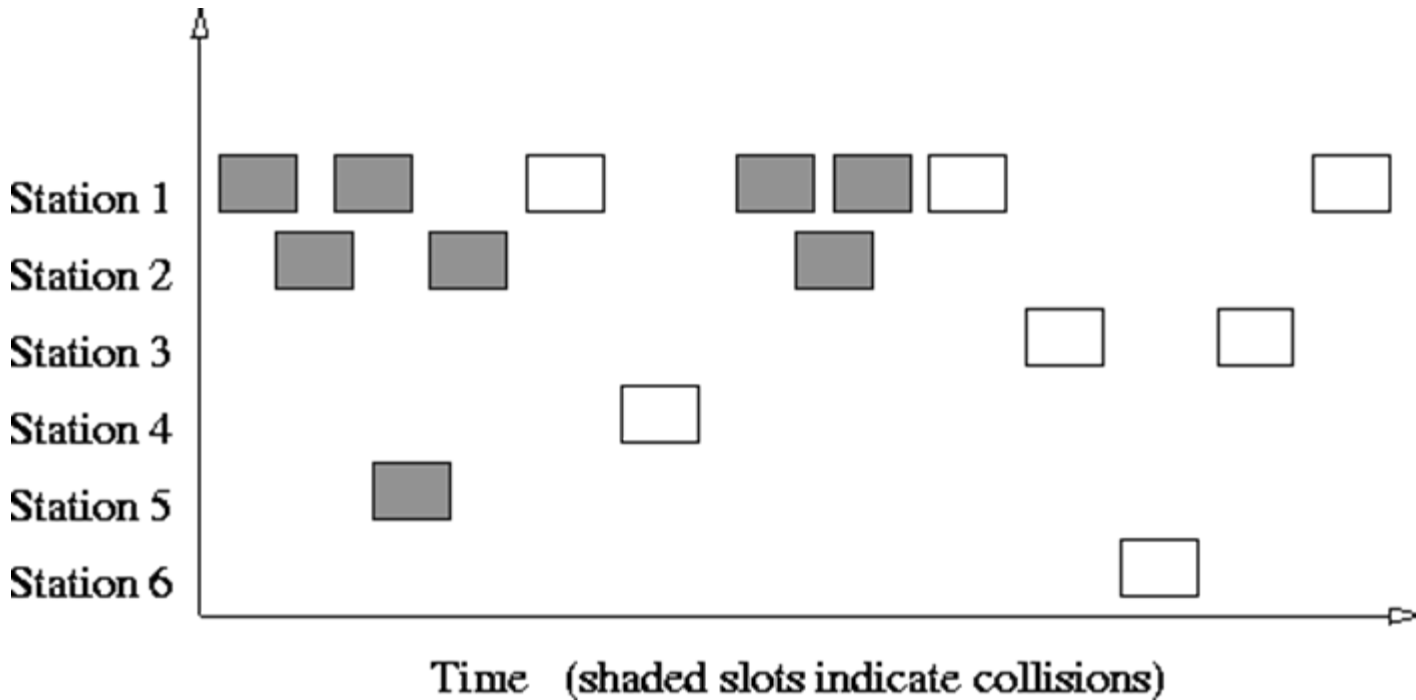 Station 1
Station 2
Station 3
Station 4
Station 5
Station 6
Time (shaded slots indicate collisions)